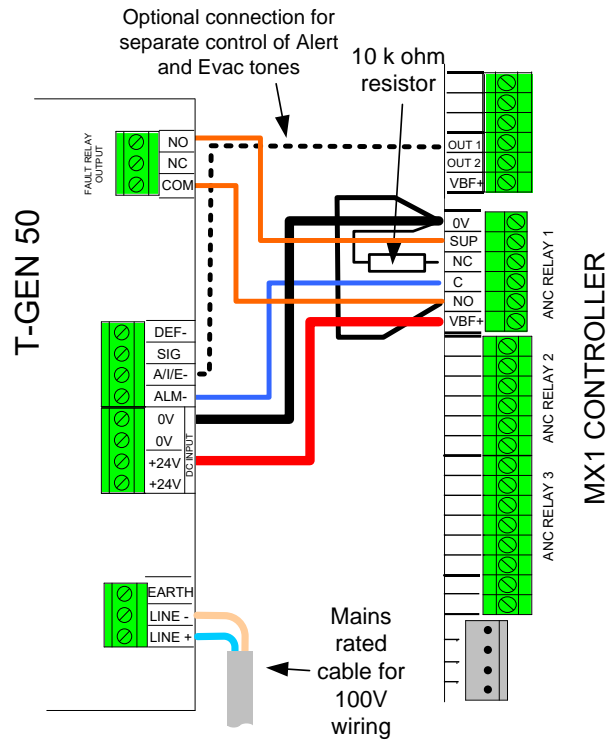 Optional connection for
separate control of Alert
and Evac tones
10 k ohm
resistor
T-GEN 50
FAULT RELAY
OUTPUT
NO
NC
COM
DEF-
SIG
A/I/E-
ALM-
0V
0V
+24V
+24V
DC INPUT
EARTH
LINE -
LINE +
OUT 1
OUT 2
VBF+
0V
SUP
NC
C
NO
VBF+
ANC RELAY 1
ANC RELAY 2
ANC RELAY 3
MX1 CONTROLLER
Mains
rated
cable for
100V
wiring